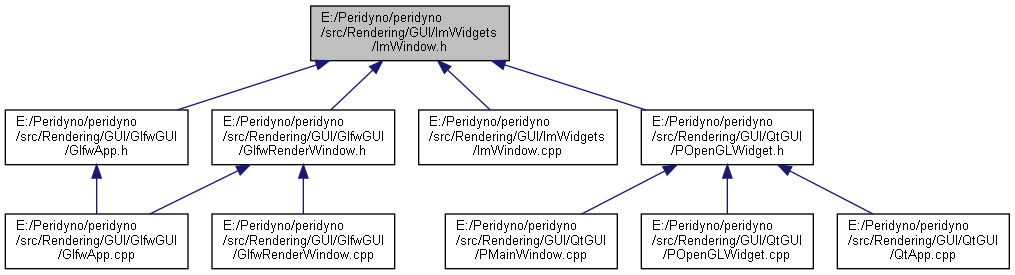 E:/Peridyno/peridyno
/src/Rendering/GUI/ImWidgets
/ImWindow.h
E:/Peridyno/peridyno
/src/Rendering/GUI/GlfwGUI
/GlfwApp.h
E:/Peridyno/peridyno
/src/Rendering/GUI/GlfwGUI
/GlfwRenderWindow.h
E:/Peridyno/peridyno
/src/Rendering/GUI/ImWidgets
/ImWindow.cpp
E:/Peridyno/peridyno
/src/Rendering/GUI/QtGUI
/POpenGLWidget.h
E:/Peridyno/peridyno
/src/Rendering/GUI/GlfwGUI
/GlfwApp.cpp
E:/Peridyno/peridyno
/src/Rendering/GUI/GlfwGUI
/GlfwRenderWindow.cpp
E:/Peridyno/peridyno
/src/Rendering/GUI/QtGUI
/PMainWindow.cpp
E:/Peridyno/peridyno
/src/Rendering/GUI/QtGUI
/POpenGLWidget.cpp
E:/Peridyno/peridyno
/src/Rendering/GUI/QtGUI
/QtApp.cpp